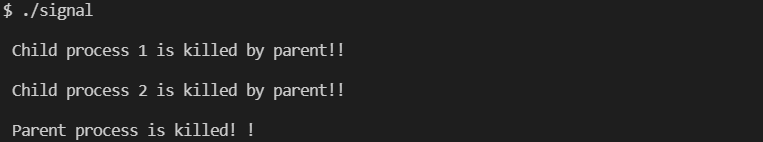 $ ./signal
Child process 1 is killed by parent!!
Child process 2 is killed by parent!!
Parent process is killed! !